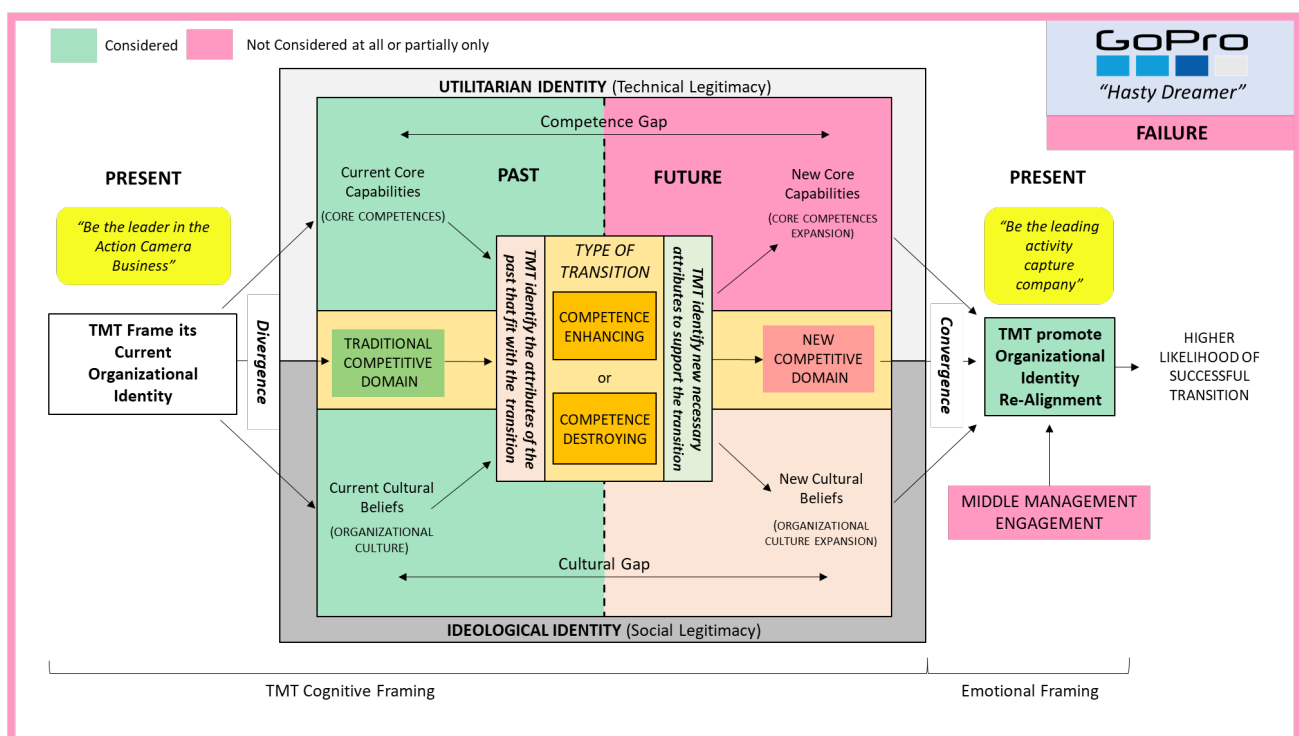 Considered
Not Considered at all or partially only
GoPro
“Hasty Dreamer”
FAILURE
UTILITARIAN IDENTITY (Technical Legitimacy)
Competence Gap
PRESENT
“Be the leader in the
Action Camera
Business”
TMT Frame its
Current
Organizational
Identity
Divergence
Current Core
Capabilities
(CORE COMPETENCES)
PAST
FUTURE
New Core
Capabilities
(CORE COMPETENCES
EXPANSION)
TRADITIONAL
COMPETITIVE
DOMAIN
TMT identify the attributes of the
past that fit with the transition
TYPE OF
TRANSITION
COMPETENCE
ENHANCING
or
COMPETENCE
DESTROYING
TMT identify new necessary
attributes to support the transition
NEW
COMPETITIVE
DOMAIN
Current Cultural
Beliefs
(ORGANIZATIONAL
CULTURE)
New Cultural
Beliefs
(ORGANIZATIONAL
CULTURE EXPANSION)
Cultural Gap
IDEOLOGICAL IDENTITY (Social Legitimacy)
Convergence
PRESENT
“Be the leading
activity
capture
company”
TMT promote
Organizational
Identity
Re-Alignment
HIGHER
LIKELIHOOD OF
SUCCESSFUL
TRANSITION
MIDDLE MANAGEMENT
ENGAGEMENT
TMT Cognitive Framing
Emotional Framing